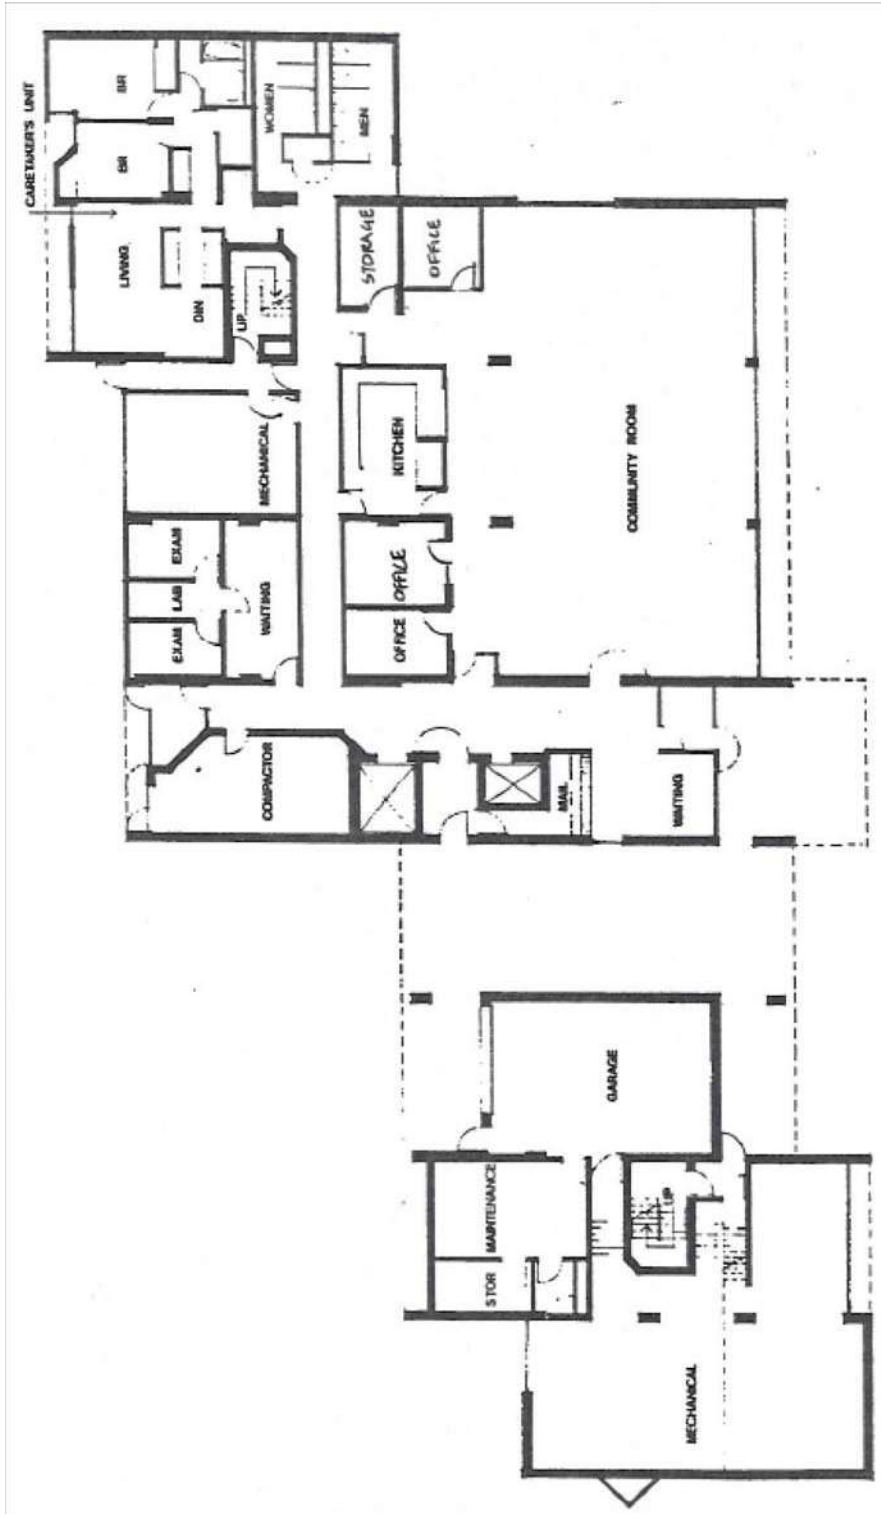 CARETAKER'S UNIT
BR
BR
LIVING
DIN
UP
WOMEN
MEN
STORAGE
OFFICE
MECHANICAL
KITCHEN
EXAM
LAB
EXAM
WAITING
OFFICE
OFFICE
COMMUNITY ROOM
COMPACTOR
MAIL
WAITING
GARAGE
MAINTENANCE
STOR
UP
MECHANICAL